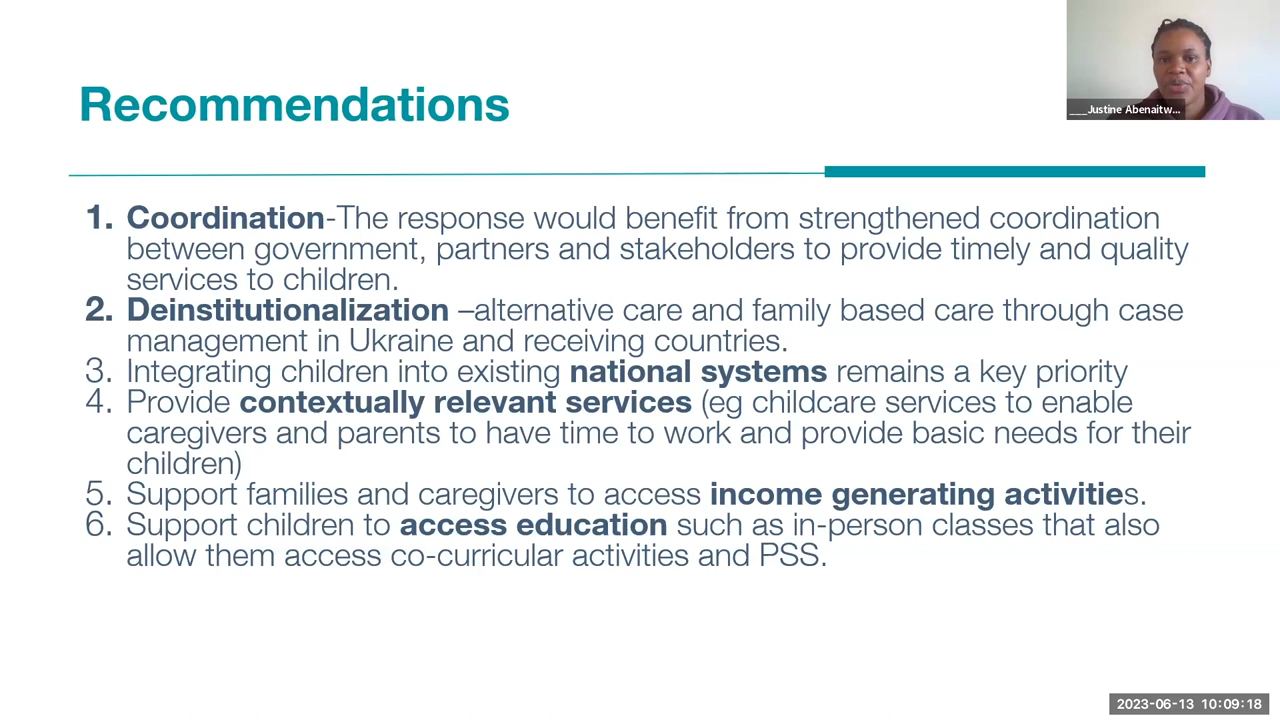 Recommendations
___Justine Abenaitw...
1. Coordination-The response would benefit from strengthened coordination
between government, partners and stakeholders to provide timely and quality
services to children.
2. Deinstitutionalization –alternative care and family based care through case
management in Ukraine and receiving countries.
3. Integrating children into existing national systems remains a key priority
4. Provide contextually relevant services (eg childcare services to enable
caregivers and parents to have time to work and provide basic needs for their
children)
5. Support families and caregivers to access income generating activities.
6. Support children to access education such as in-person classes that also
allow them access co-curricular activities and PSS.
2023-06-13 10:09:18